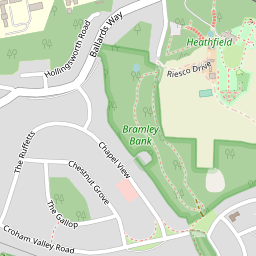 Hollingsworth Road
Ballards Way
Heathfield
Riesco Drive
Bramley
Bank
The Ruffetts
Chapel View
Chestnut Grove
The Gallop
Croham Valley Road